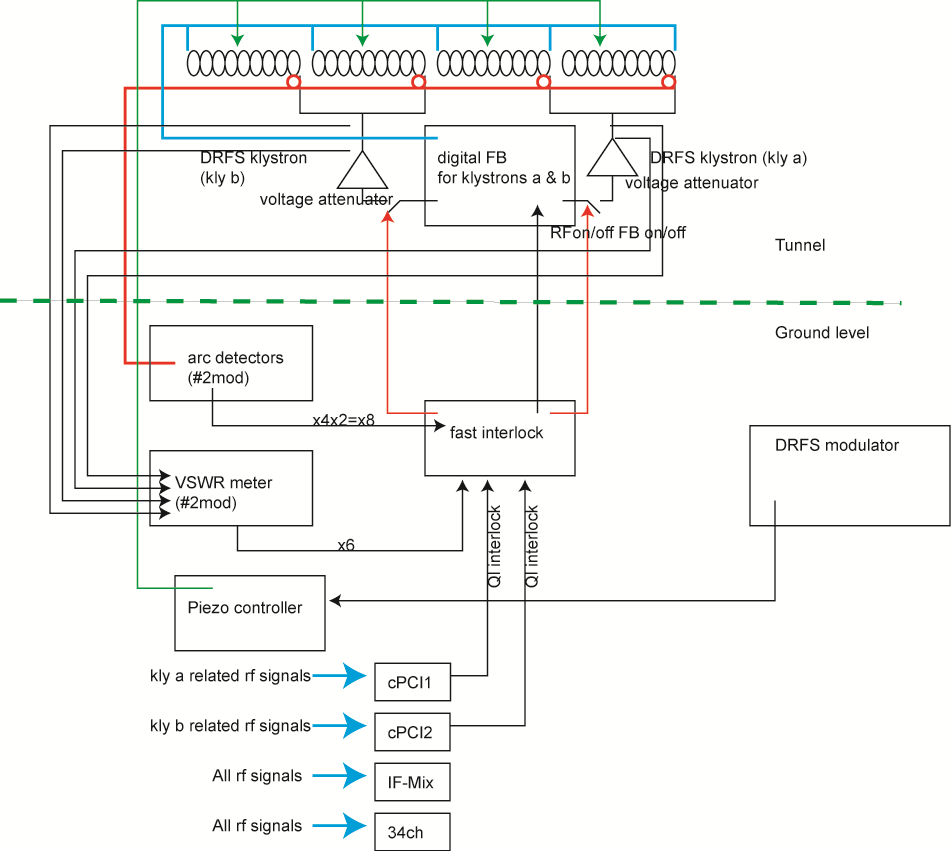 DRFS klystron
(kly b)
digital FB
for klystrons a & b
DRFS klystron (kly a)
voltage attenuator
voltage attenuator
RFon/off FB on/off
Tunnel
Ground level
arc detectors
(#2mod)
x4x2=x8
fast interlock
DRFS modulator
VSWR meter
(#2mod)
x6
QI interlock
QI interlock
Piezo controller
kly a related rf signals
cPCI1
kly b related rf signals
cPCI2
All rf signals
IF-Mix
All rf signals
34ch